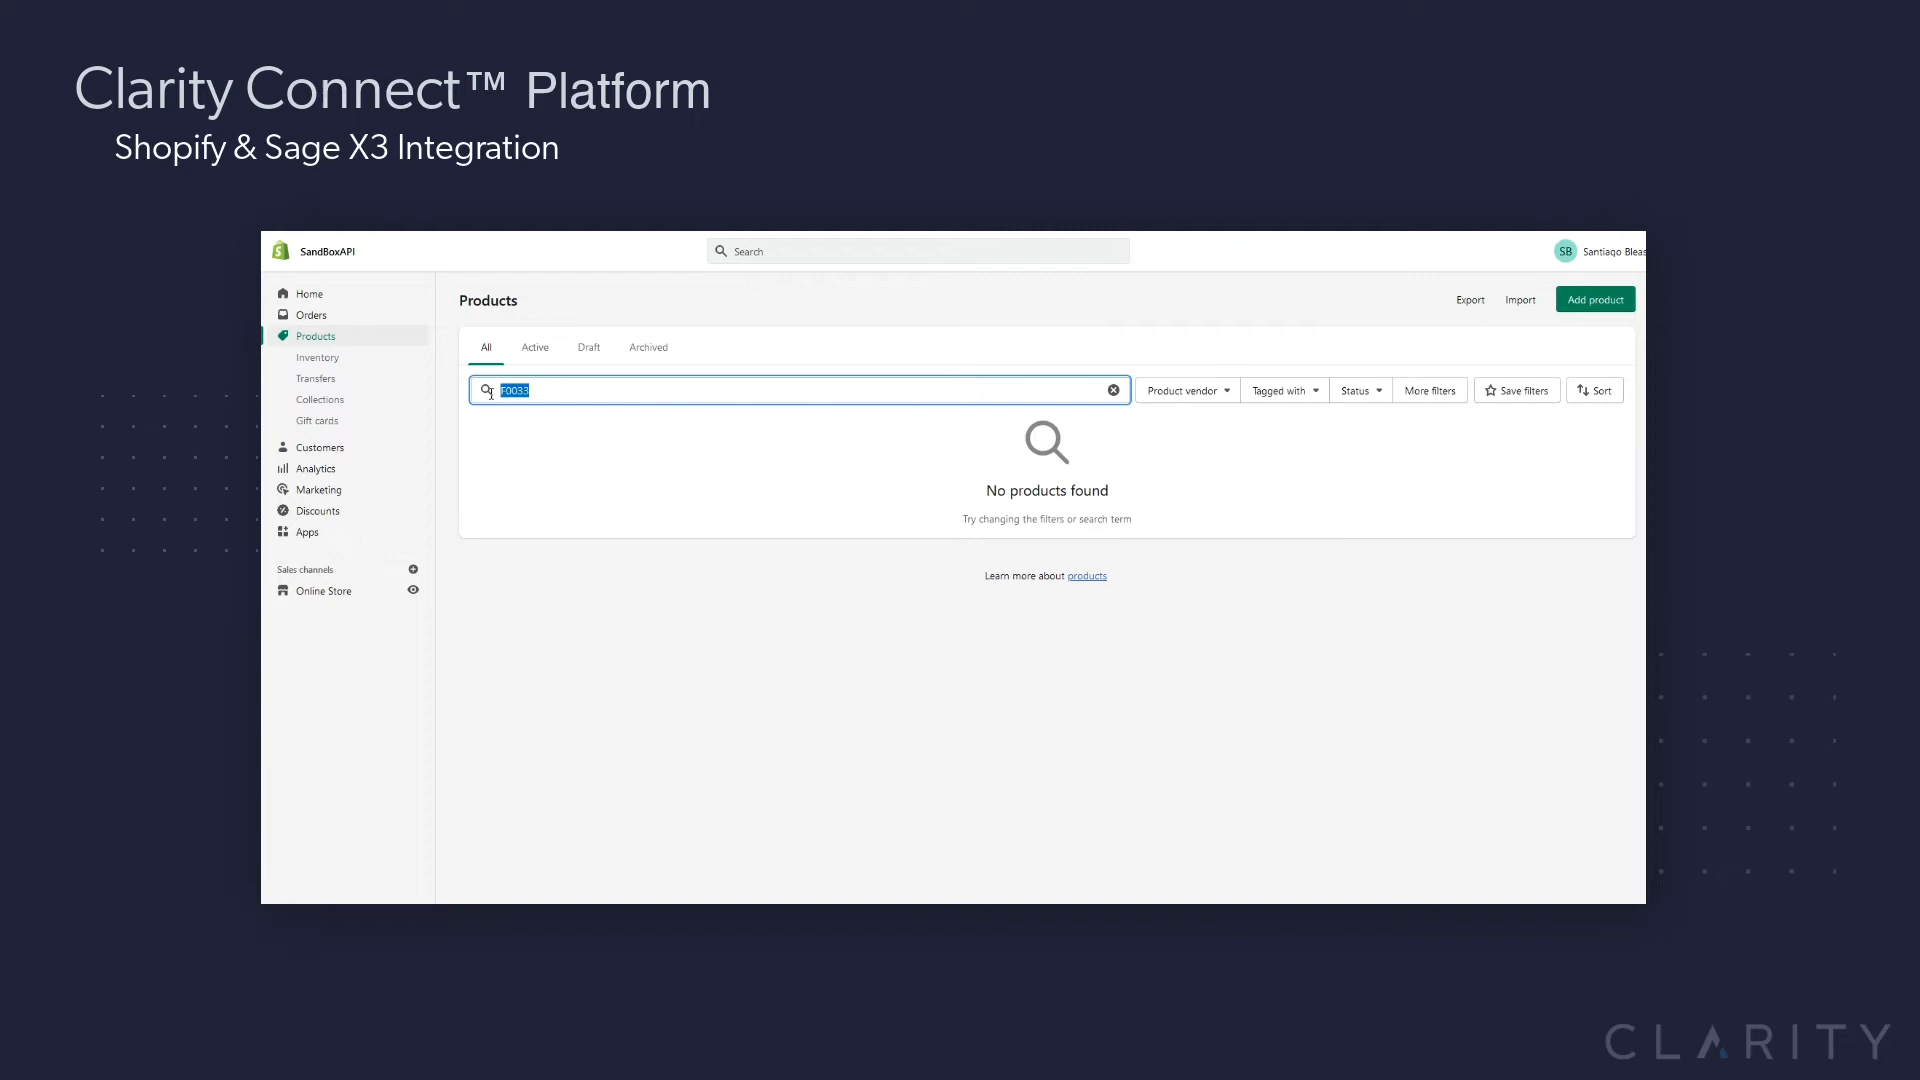 Clarity Connect™ Platform
Shopify & Sage X3 Integration
SandBoxAPI
Search
SB Santiago Bleas
Home
Orders
Products
Inventory
Transfers
Collections
Gift cards
Customers
Analytics
Marketing
Discounts
Apps
Sales channels
Online Store
Products
Export Import Add product
All Active Draft Archived
F0033
Product vendor Tagged with Status More filters Save filters Sort
No products found
Try changing the filters or search term
Learn more about products
CLARITY